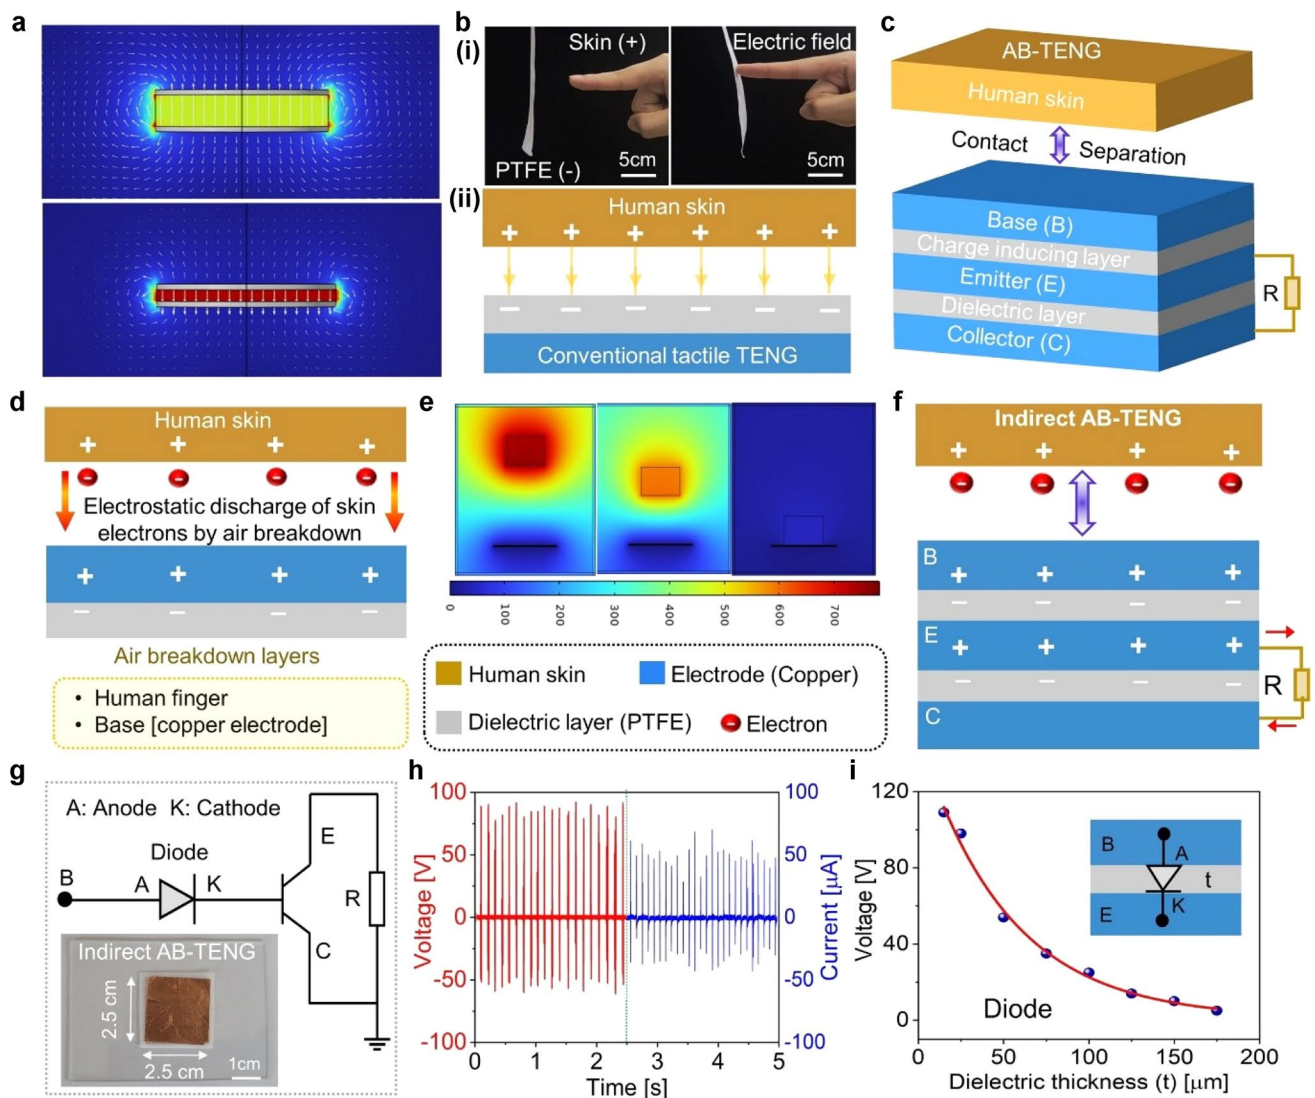 a
b
(i)
Skin (+)
PTFE (-)
5cm
Electric field
5cm
(ii)
Human skin
+ + + + + +
− − − − − −
Conventional tactile TENG
c
AB-TENG
Human skin
Contact
Separation
Base (B)
Charge inducing layer
Emitter (E)
Dielectric layer
Collector (C)
R
d
Human skin
+ + + +
- - - -
Electrostatic discharge of skin
electrons by air breakdown
+ + + +
− − − −
Air breakdown layers
• Human finger
• Base [copper electrode]
e
0 100 200 300 400 500 600 700
Human skin
Electrode (Copper)
Dielectric layer (PTFE)
- Electron
f
Indirect AB-TENG
+ + + +
- - - -
B
+ + + +
− − − −
E
+ + + +
− − − −
C
R
g
A: Anode K: Cathode
Diode
B
A
K
E
C
R
Indirect AB-TENG
2.5 cm
2.5 cm
1cm
h
100
50
0
-50
-100
Voltage [V]
100
50
0
-50
-100
Current [µA]
0 1 2 3 4 5
Time [s]
i
120
80
40
0
Voltage [V]
B
A
t
K
E
Diode
0 50 100 150 200
Dielectric thickness (t) [µm]